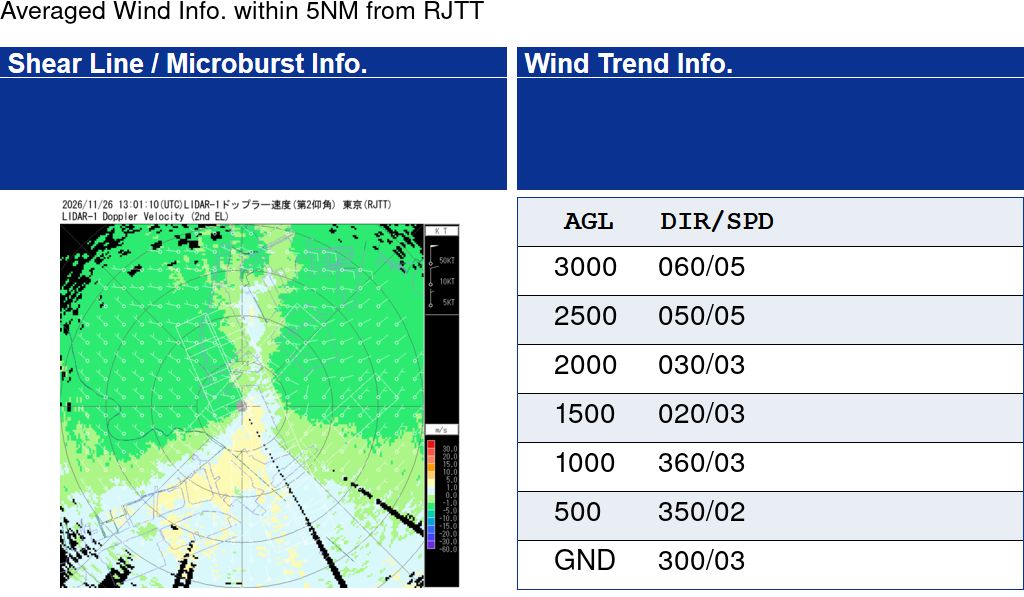 Averaged Wind Info. within 5NM from RJTT
Shear Line / Microburst Info.
Wind Trend Info.
2026/11/26 13:01:10(UTC)LIDAR-1ドップラー速度(第2仰角) 東京(RJTT)
LIDAR-1 Doppler Velocity (2nd EL)
K T
50KT
10KT
5KT
m/s
30.0
20.0
15.0
10.0
5.0
1.0
0.0
-1.0
-5.0
-10.0
-15.0
-20.0
-30.0
-60.0
AGL DIR/SPD
3000 060/05
2500 050/05
2000 030/03
1500 020/03
1000 360/03
500 350/02
GND 300/03